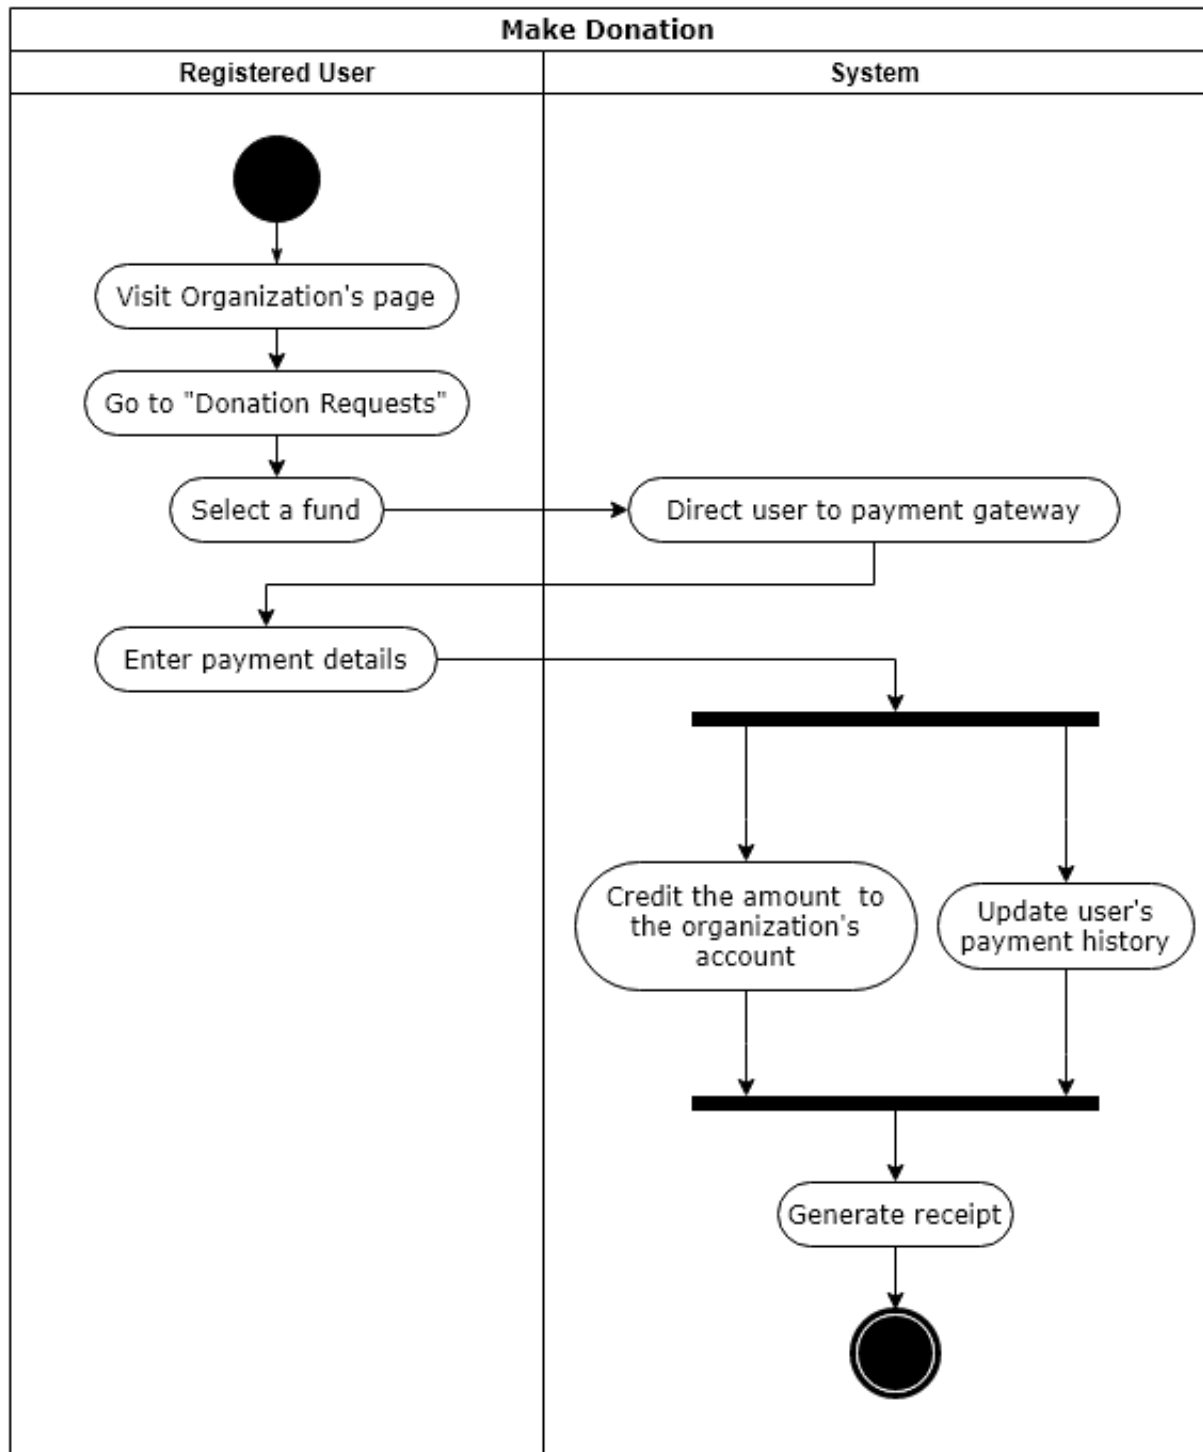 Make Donation
Registered User
System
Visit Organization's page
Go to "Donation Requests"
Select a fund
Direct user to payment gateway
Enter payment details
Credit the amount  to
the organization's
account
Update user's
payment history
Generate receipt